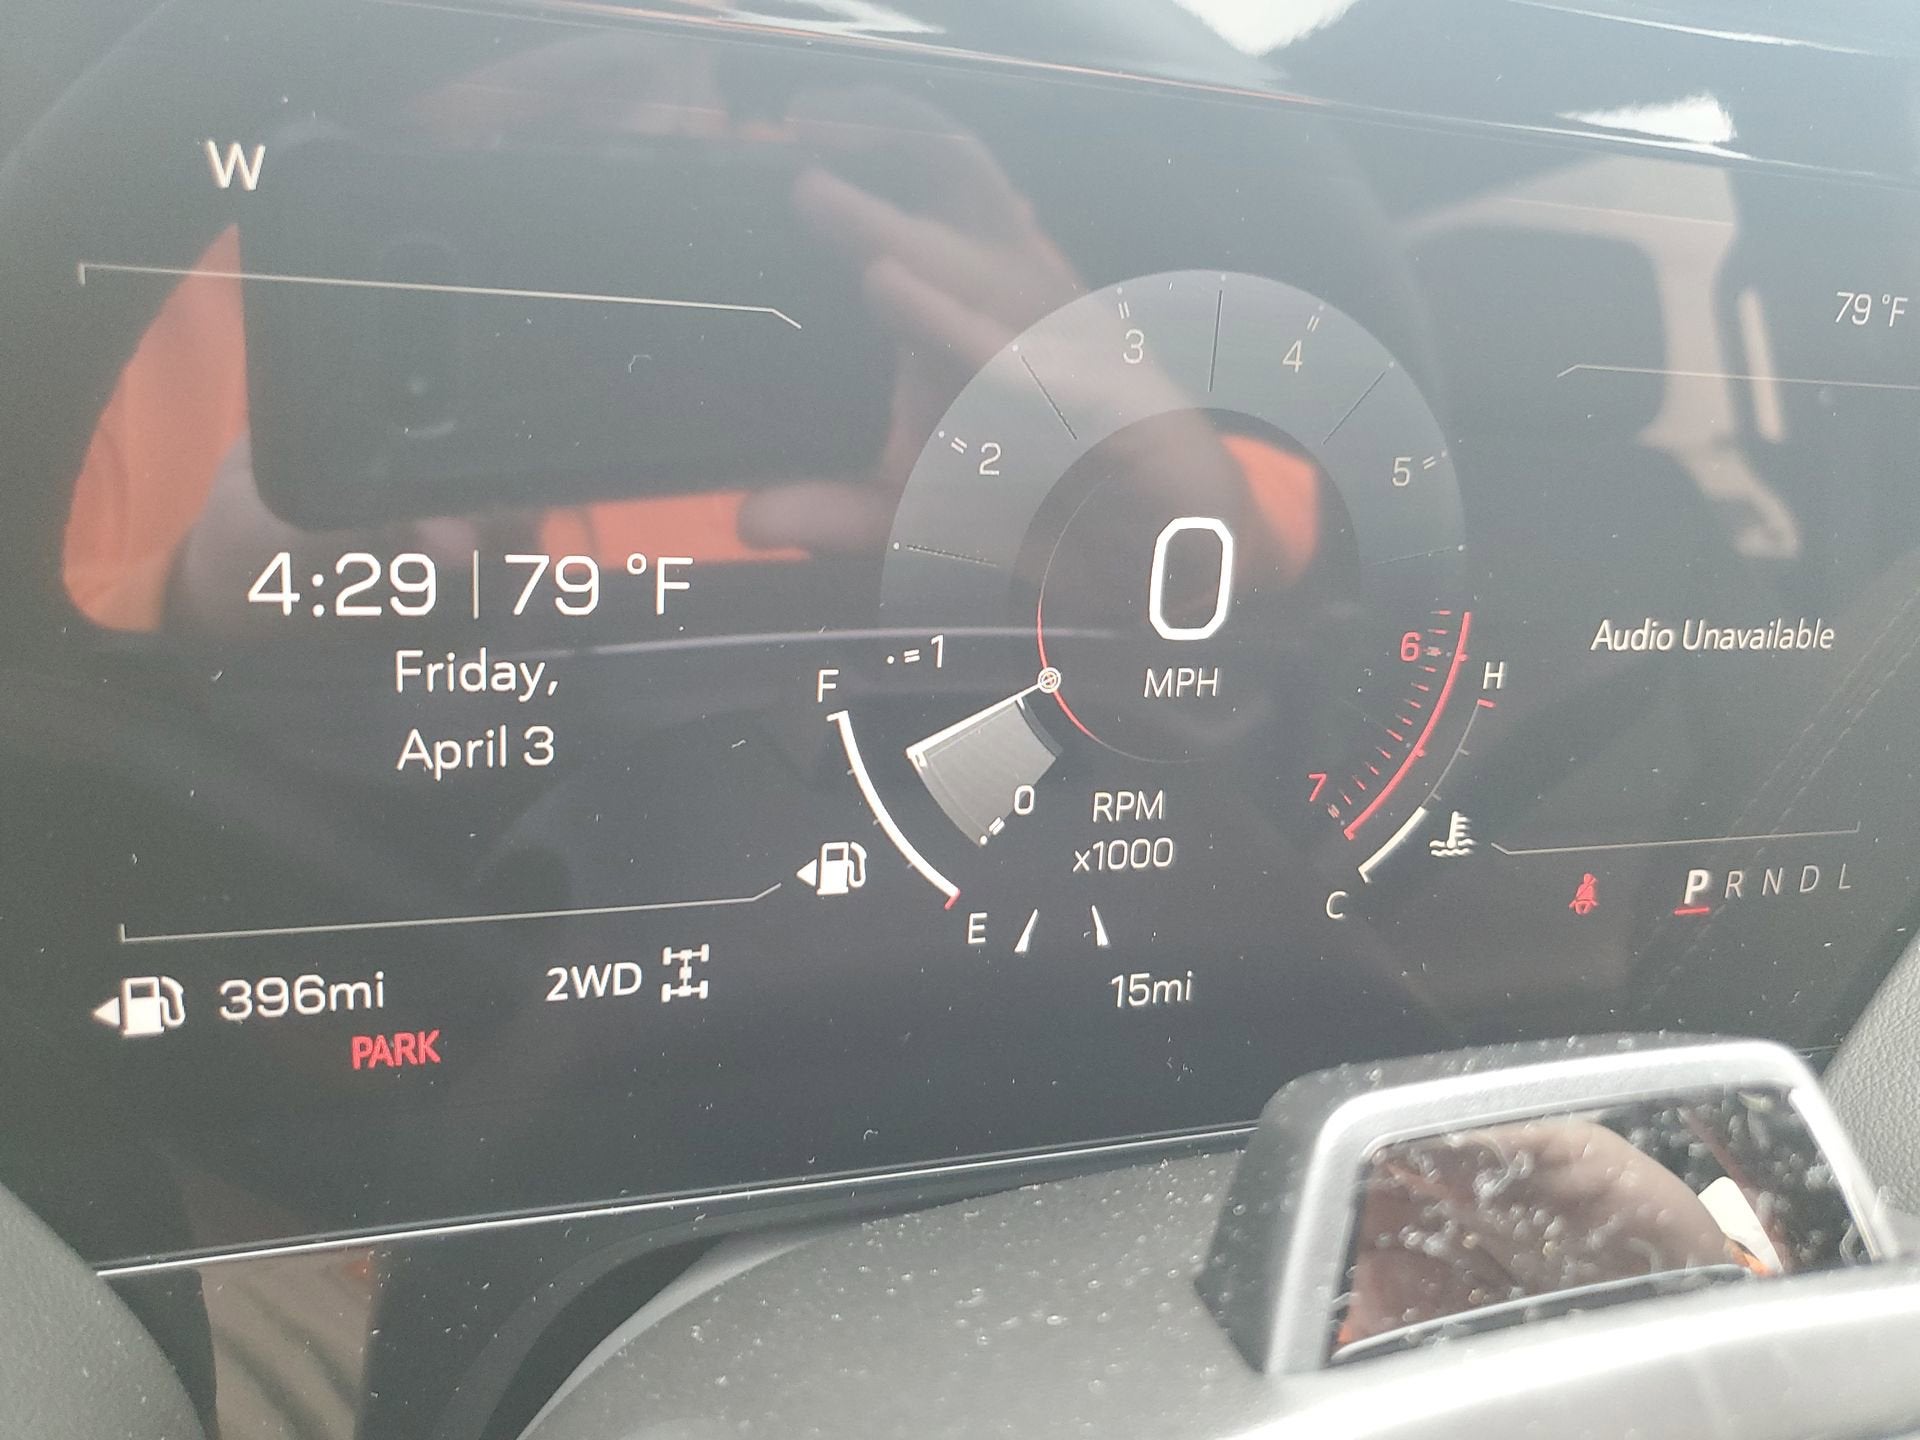 W
79 °F
3
4
2
5
4:29 | 79 °F
0
Friday,
1
6
Audio Unavailable
F
MPH
H
April 3
7
0
RPM
x1000
E
C
P R N D L
396mi
2WD
15mi
PARK